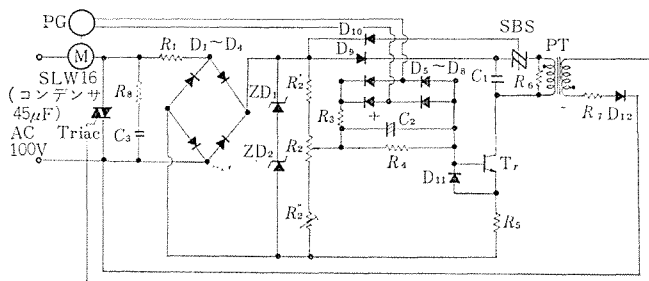 PG
D₁₀
SBS
M
R₁
D₁～D₄
D₉
PT
SLW16
(コンデンサ
45μF)
AC
100V
Triac
R₈
C₃
ZD₁
ZD₂
R₂'
R₂
R₂''
D₅～D₈
R₃
+
C₂
R₄
D₁₁
C₁
R₆
Tr
R₅
R₇
D₁₂